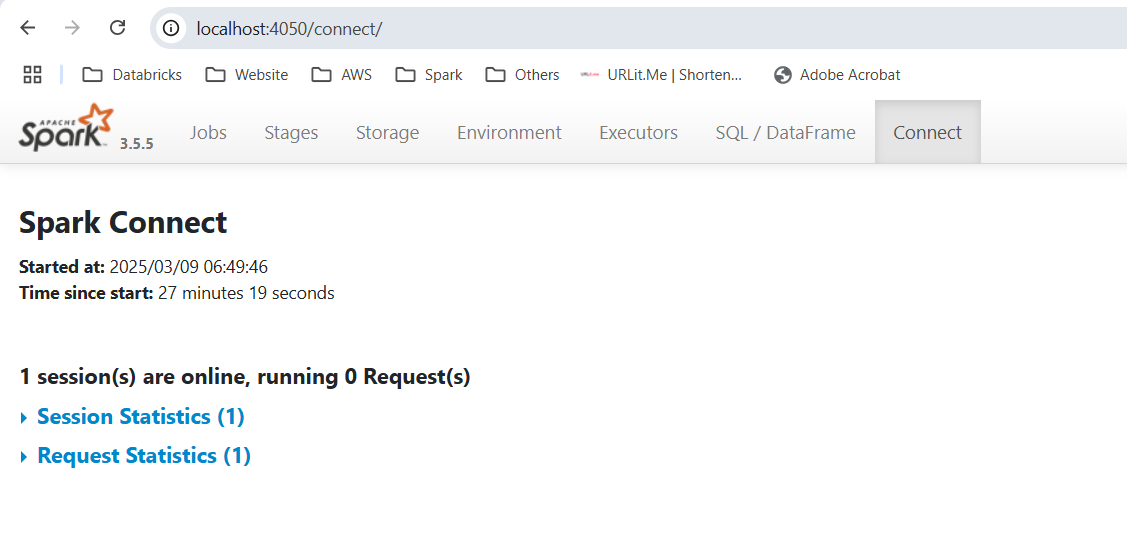 localhost:4050/connect/
Databricks Website AWS Spark Others URLit.Me | Shorten... Adobe Acrobat
APACHE Spark 3.5.5 Jobs Stages Storage Environment Executors SQL / DataFrame Connect
Spark Connect
Started at: 2025/03/09 06:49:46
Time since start: 27 minutes 19 seconds
1 session(s) are online, running 0 Request(s)
Session Statistics (1)
Request Statistics (1)